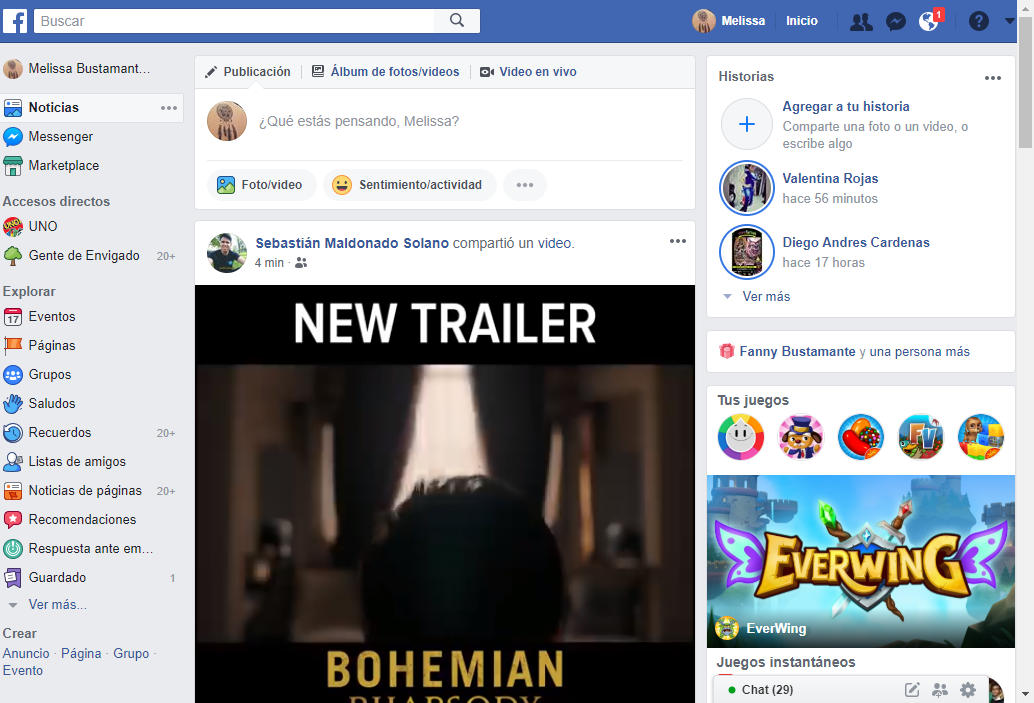 Buscar
Melissa
Inicio
1
Melissa Bustamant...
Noticias
Messenger
Marketplace
Accesos directos
UNO
Gente de Envigado 20+
Explorar
17 Eventos
Páginas
Grupos
Saludos
Recuerdos 20+
Listas de amigos
Noticias de páginas 20+
Recomendaciones
Respuesta ante em...
Guardado 1
Ver más...
Crear
Anuncio · Página · Grupo ·
Evento
Publicación
Álbum de fotos/videos
Video en vivo
¿Qué estás pensando, Melissa?
Foto/video
Sentimiento/actividad
Sebastián Maldonado Solano compartió un video.
4 min ·
NEW TRAILER
BOHEMIAN
RHAPSODY
Historias
Agregar a tu historia
Comparte una foto o un video, o
escribe algo
Valentina Rojas
hace 56 minutos
Diego Andres Cardenas
hace 17 horas
Ver más
Fanny Bustamante y una persona más
Tus juegos
FV
EVERWING
EverWing
Juegos instantáneos
Chat (29)